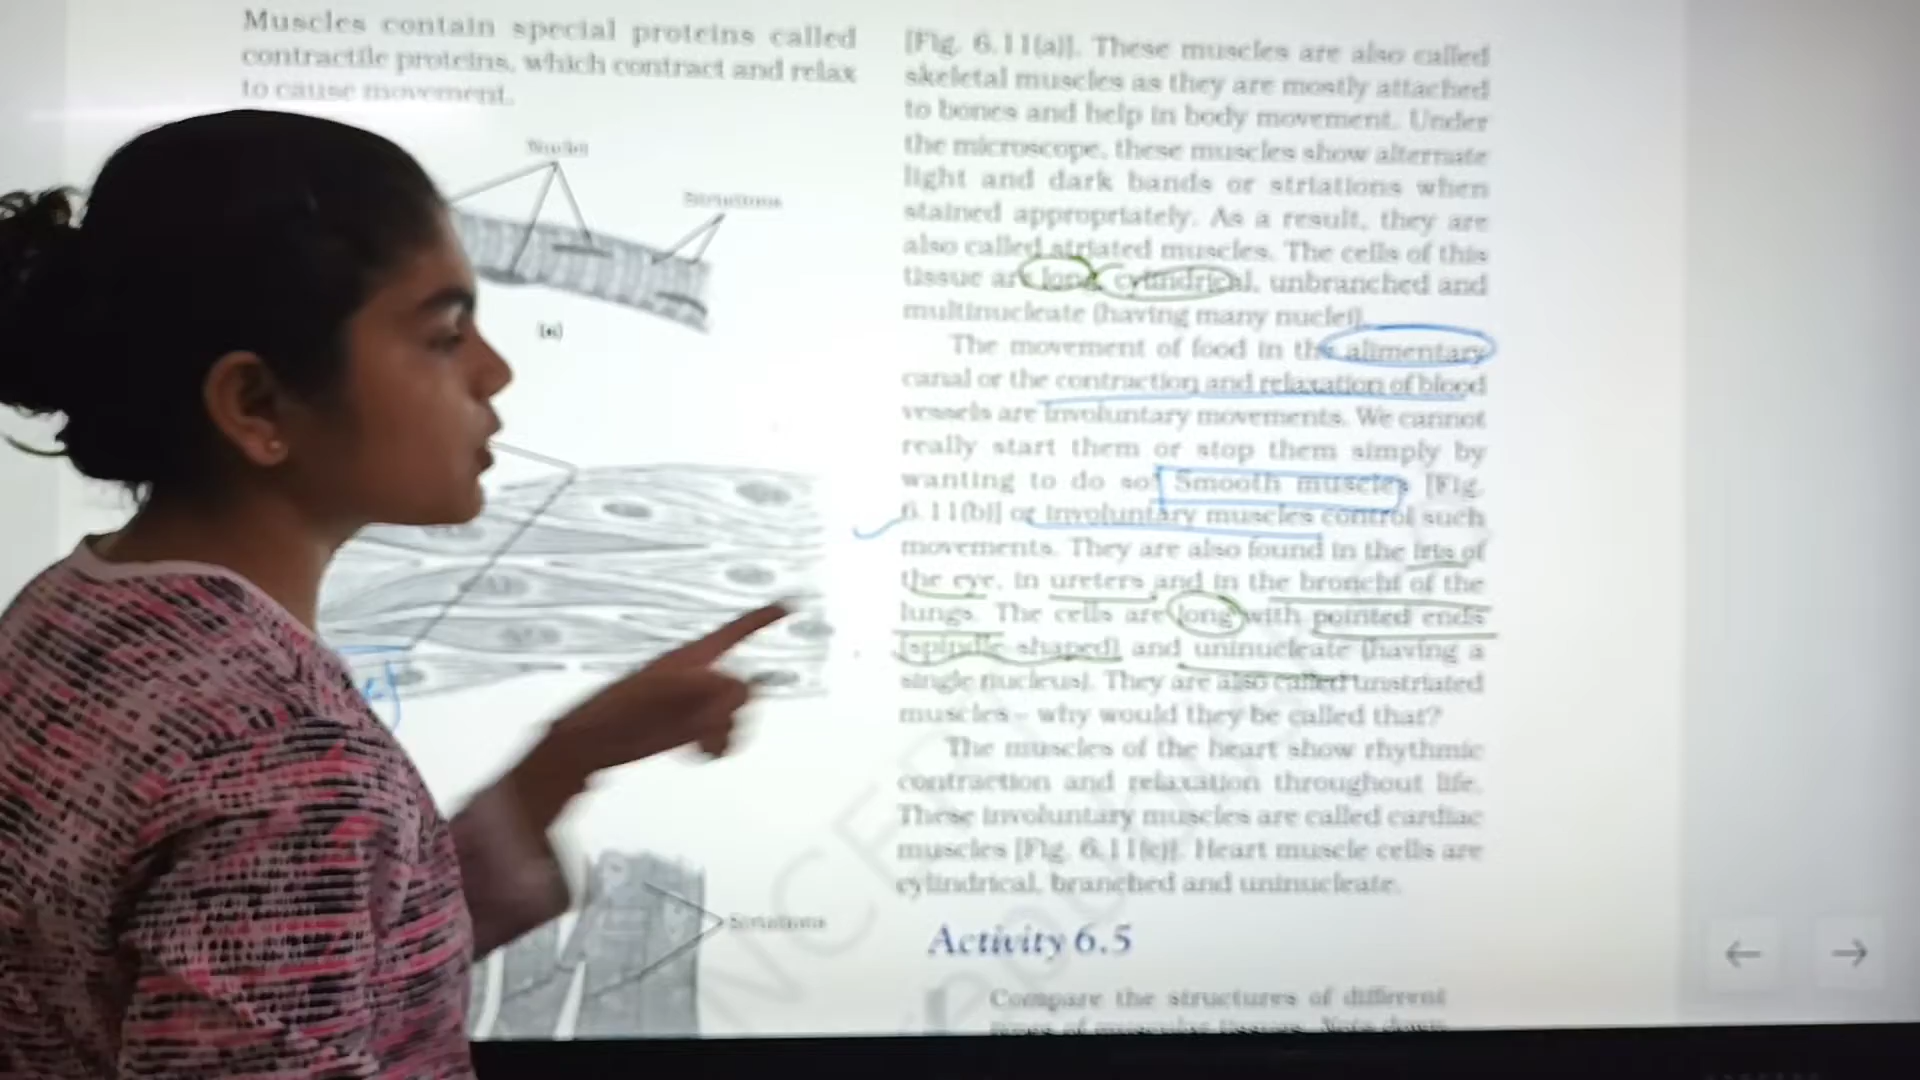 Muscles contain special proteins called
contractile proteins, which contract and relax
to cause movement.
Nuclei
Striations
(a)
[Fig. 6.11(a)]. These muscles are also called
skeletal muscles as they are mostly attached
to bones and help in body movement. Under
the microscope, these muscles show alternate
light and dark bands or striations when
stained appropriately. As a result, they are
also called striated muscles. The cells of this
tissue are long, cylindrical, unbranched and
multinucleate (having many nuclei).
The movement of food in the alimentary
canal or the contraction and relaxation of blood
vessels are involuntary movements. We cannot
really start them or stop them simply by
wanting to do so. Smooth muscles [Fig.
6.11(b)] or involuntary muscles control such
movements. They are also found in the iris of
the eye, in ureters and in the bronchi of the
lungs. The cells are long with pointed ends
(spindle-shaped) and uninucleate (having a
single nucleus). They are also called unstriated
muscles – why would they be called that?
The muscles of the heart show rhythmic
contraction and relaxation throughout life.
These involuntary muscles are called cardiac
muscles [Fig. 6.11(c)]. Heart muscle cells are
cylindrical, branched and uninucleate.
Striations
Activity 6.5
Compare the structures of different
types of muscular tissues. Note down